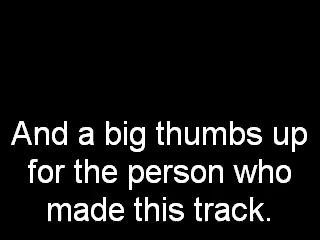 And a big thumbs up
for the person who
made this track.